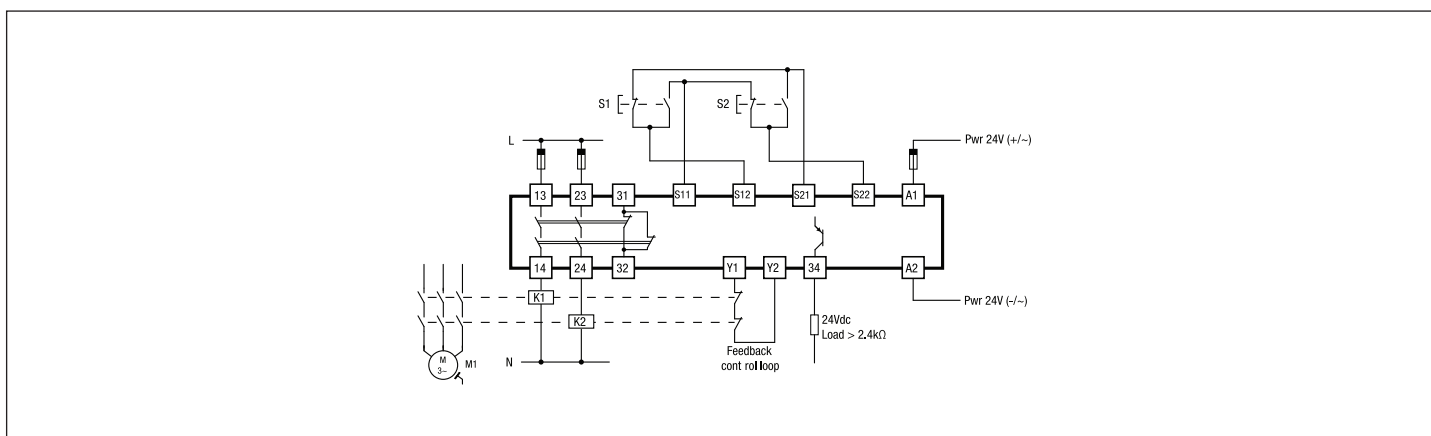 S1
S2
L
Pwr 24V (+/~)
13
23
31
S11
S12
S21
S22
A1
14
24
32
Y1
Y2
34
A2
K1
K2
Pwr 24V (-/~)
24Vdc
Load > 2.4kΩ
Feedback
cont rol loop
M
3~
M1
N